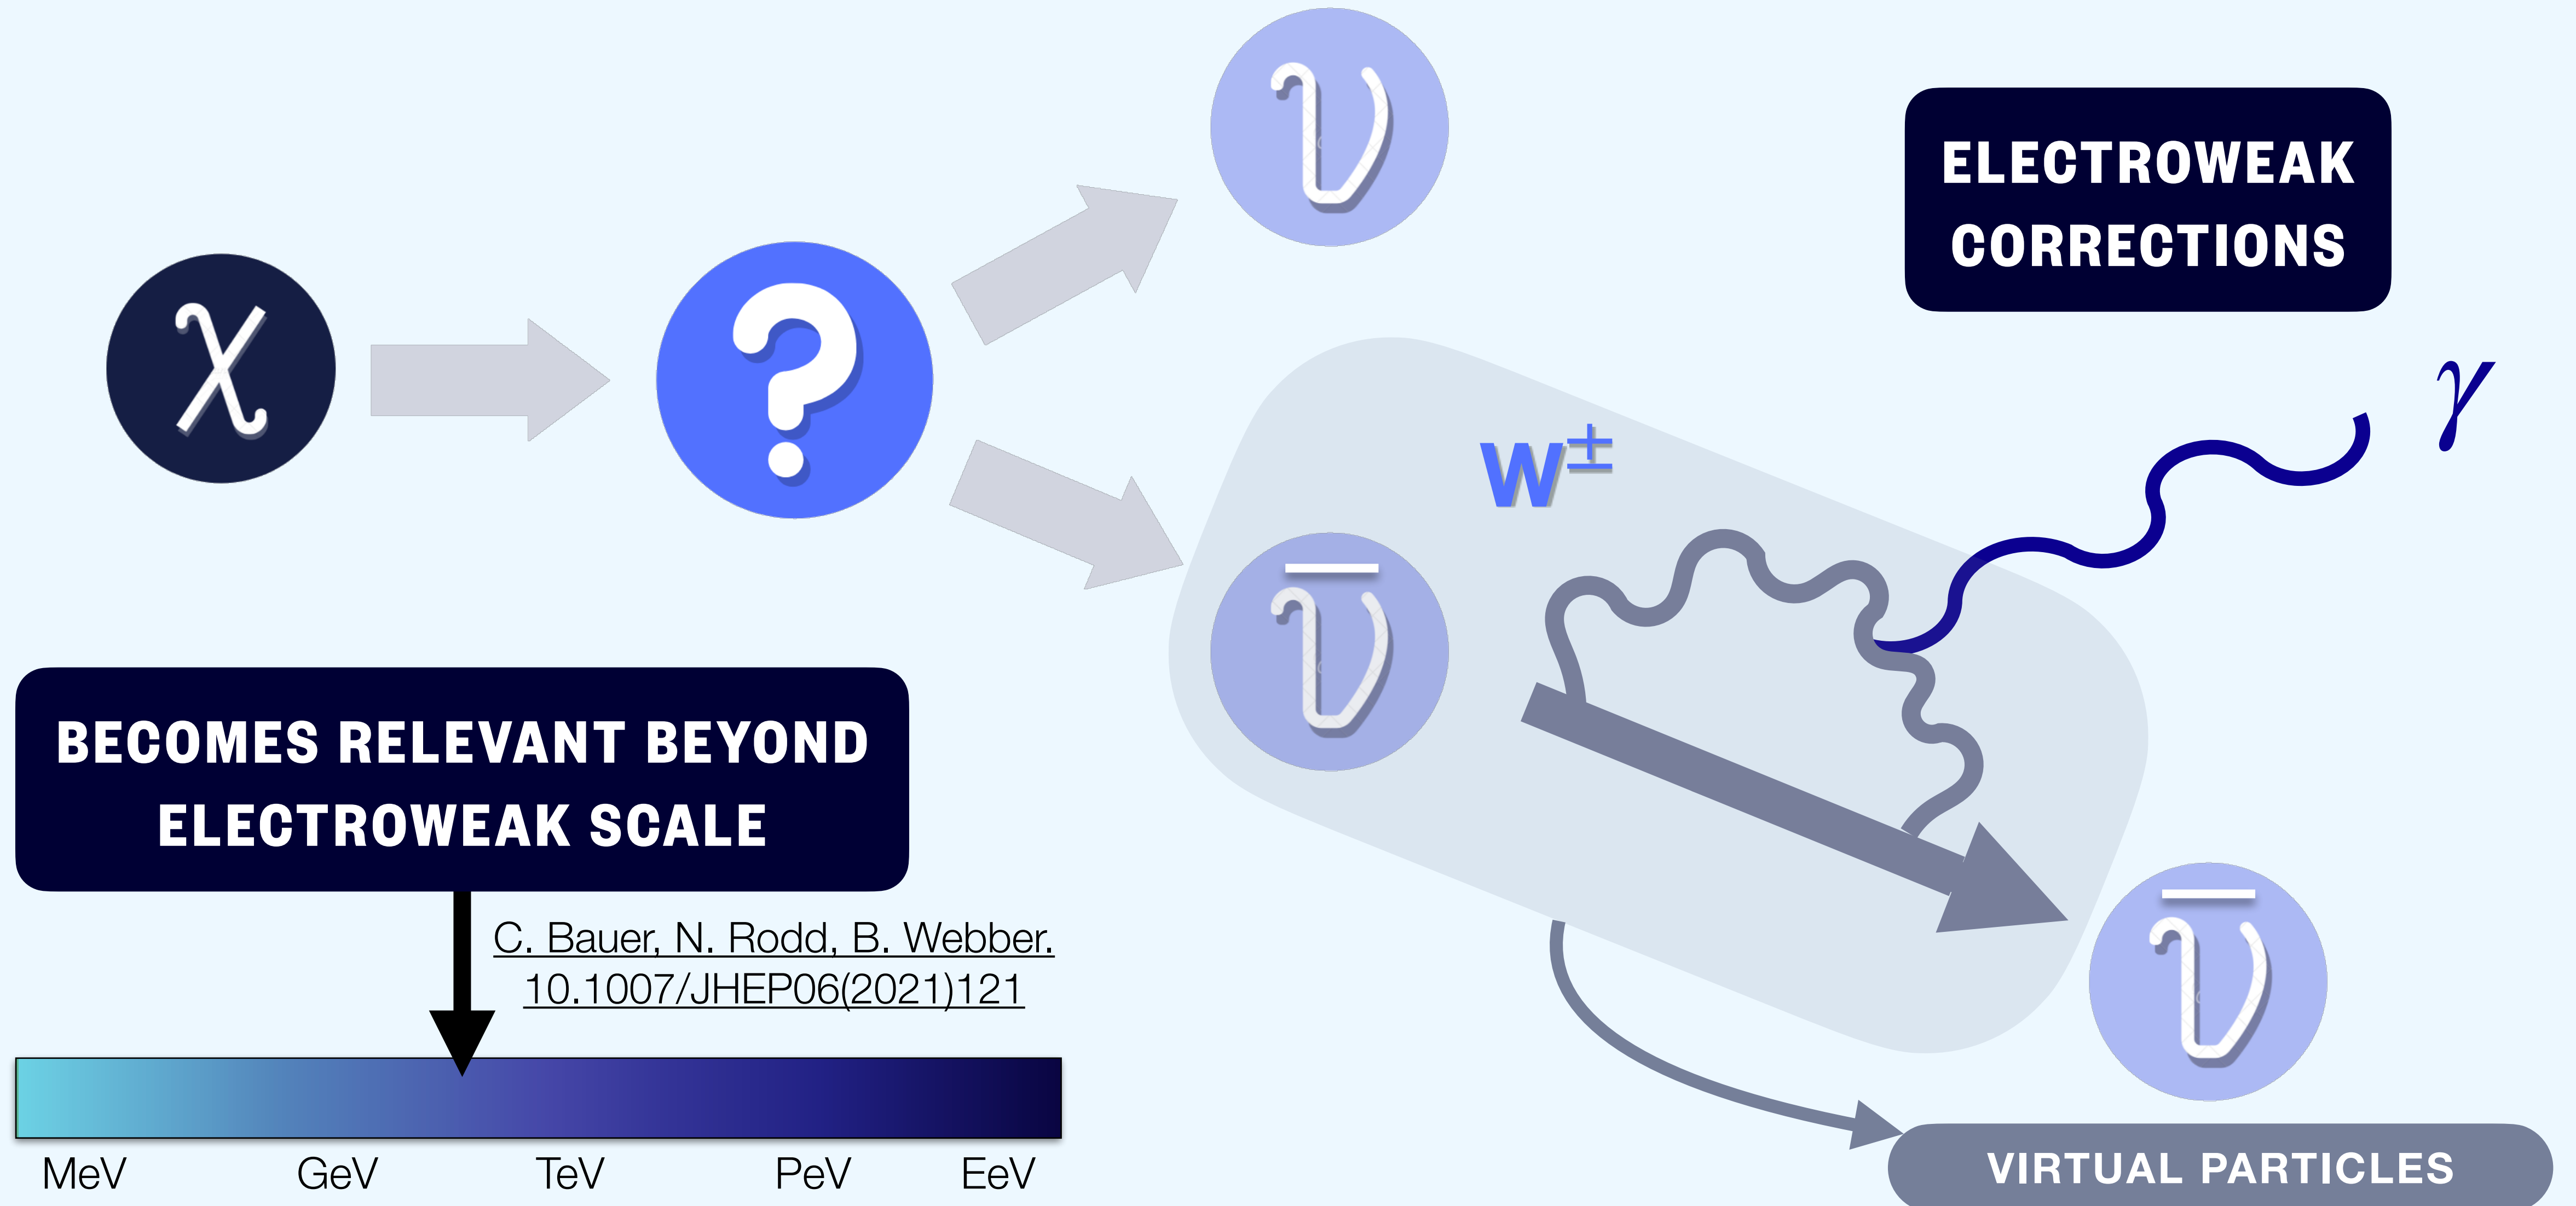 ν
ELECTROWEAK
CORRECTIONS
χ
?
γ
W±
ν̅
BECOMES RELEVANT BEYOND
ELECTROWEAK SCALE
C. Bauer, N. Rodd, B. Webber.
10.1007/JHEP06(2021)121
ν̅
MeV GeV TeV PeV EeV
VIRTUAL PARTICLES